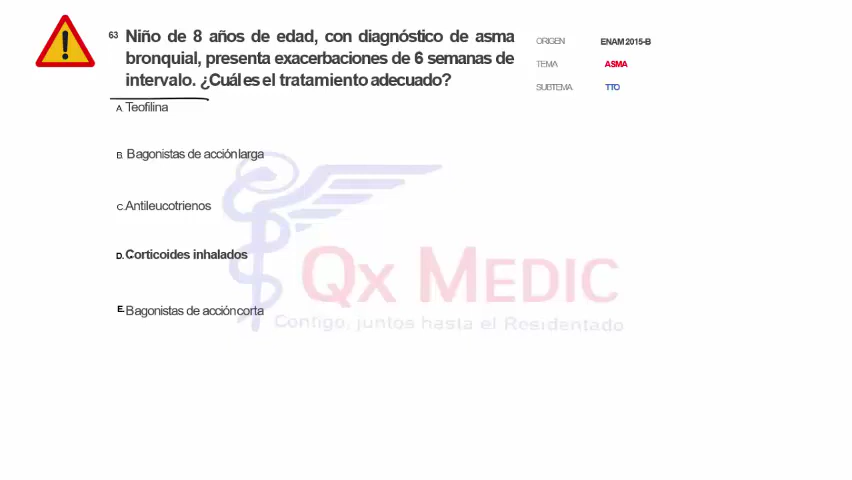 63 Niño de 8 años de edad, con diagnóstico de asma
bronquial, presenta exacerbaciones de 6 semanas de
intervalo. ¿Cuál es el tratamiento adecuado?
A. Teofilina
B. Bagonistas de acción larga
C. Antileucotrienos
D. Corticoides inhalados
E. Bagonistas de acción corta
ORIGEN ENAM 2015-B
TEMA ASMA
SUBTEMA TTO
Qx MEDIC
Contigo, juntos hasta el Residentado